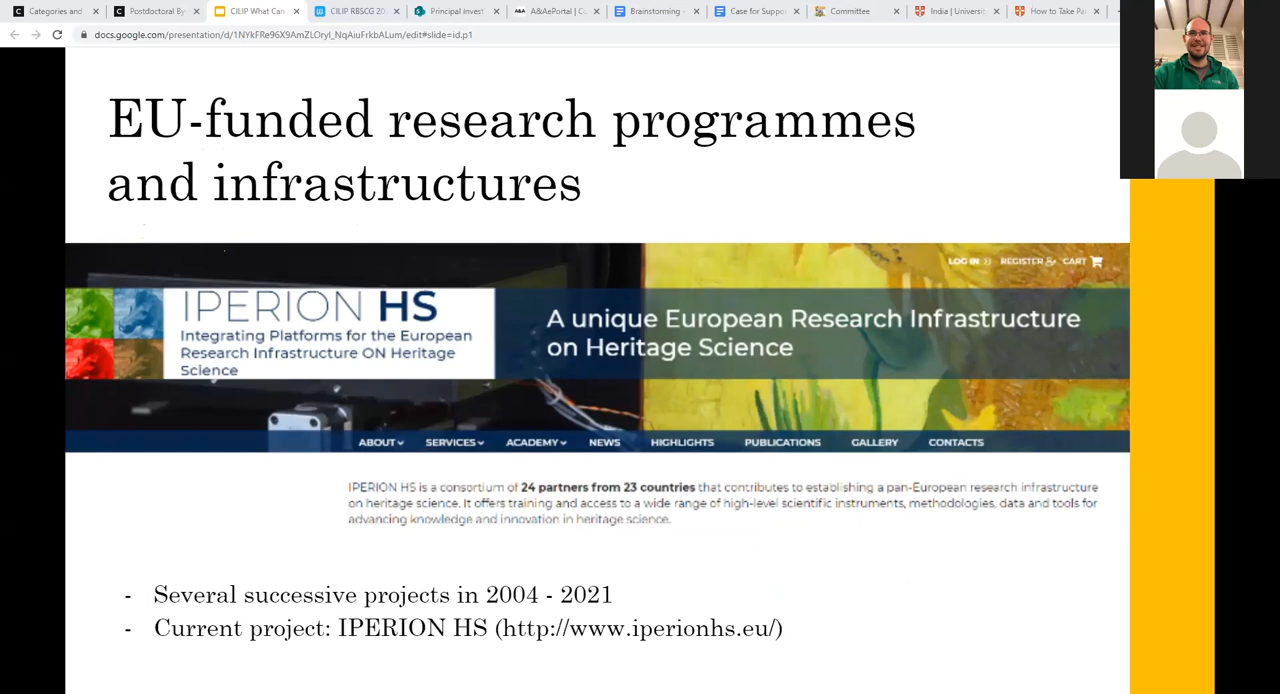 Categories and
Postdoctoral By
CILIP What Can
CILIP RBSCG 20
Principal invest
A&AePortal | C
Brainstorming -
Case for Suppo
Committee
India | Universi
How to Take Pa
docs.google.com/presentation/d/1NYkFRe96X9AmZLOryI_NqAiuFrkbALum/edit#slide=id.p1
EU-funded research programmes
and infrastructures
LOG IN
REGISTER
CART
IPERION HS
Integrating Platforms for the European
Research Infrastructure ON Heritage
Science
A unique European Research Infrastructure
on Heritage Science
ABOUT
SERVICES
ACADEMY
NEWS
HIGHLIGHTS
PUBLICATIONS
GALLERY
CONTACTS
IPERION HS is a consortium of 24 partners from 23 countries that contributes to establishing a pan-European research infrastructure
on heritage science. It offers training and access to a wide range of high-level scientific instruments, methodologies, data and tools for
advancing knowledge and innovation in heritage science.
- Several successive projects in 2004 - 2021
- Current project: IPERION HS (http://www.iperionhs.eu/)